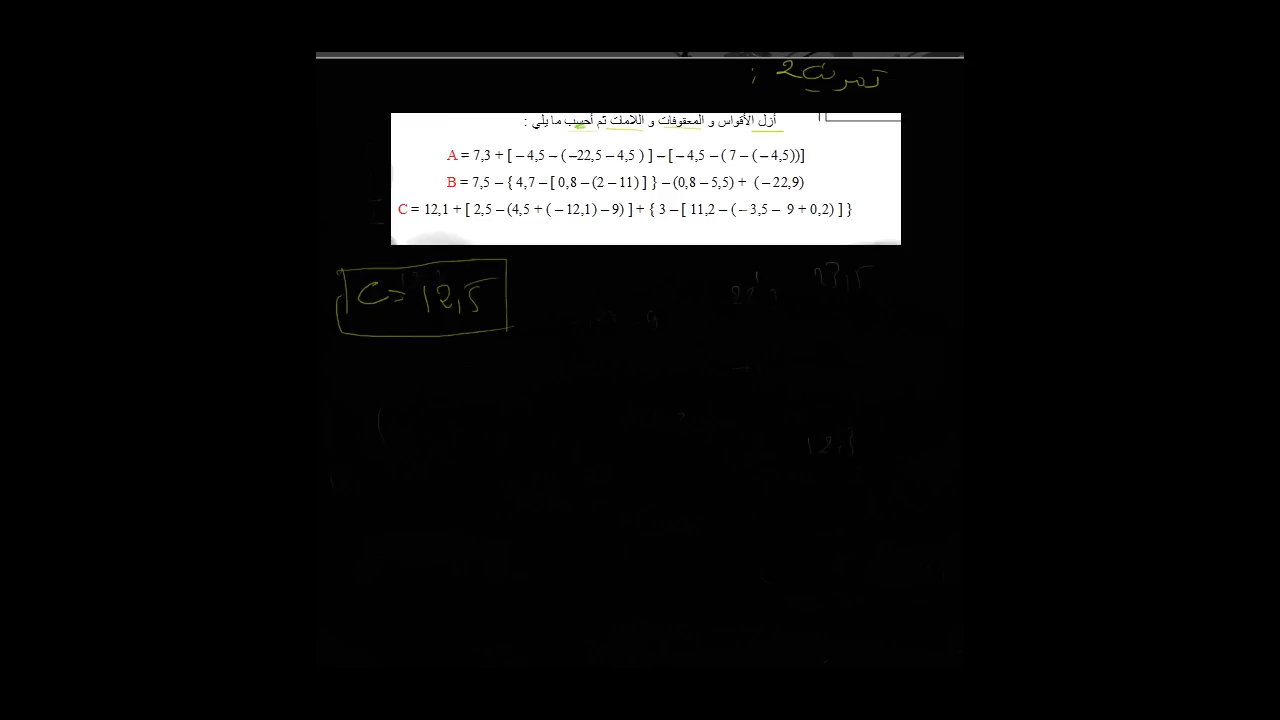 تمرين 2 :
أزل الأقواس و المعقوفات و اللامات ثم أحسب ما يلي :
A = 7,3 + [ – 4,5 – ( –22,5 – 4,5 ) ] – [ – 4,5 – ( 7 – ( – 4,5))]
B = 7,5 – { 4,7 – [ 0,8 – (2 – 11) ] } – (0,8 – 5,5) + ( – 22,9)
C = 12,1 + [ 2,5 – (4,5 + ( – 12,1) – 9) ] + { 3 – [ 11,2 – ( – 3,5 – 9 + 0,2) ] }
C = 12,5